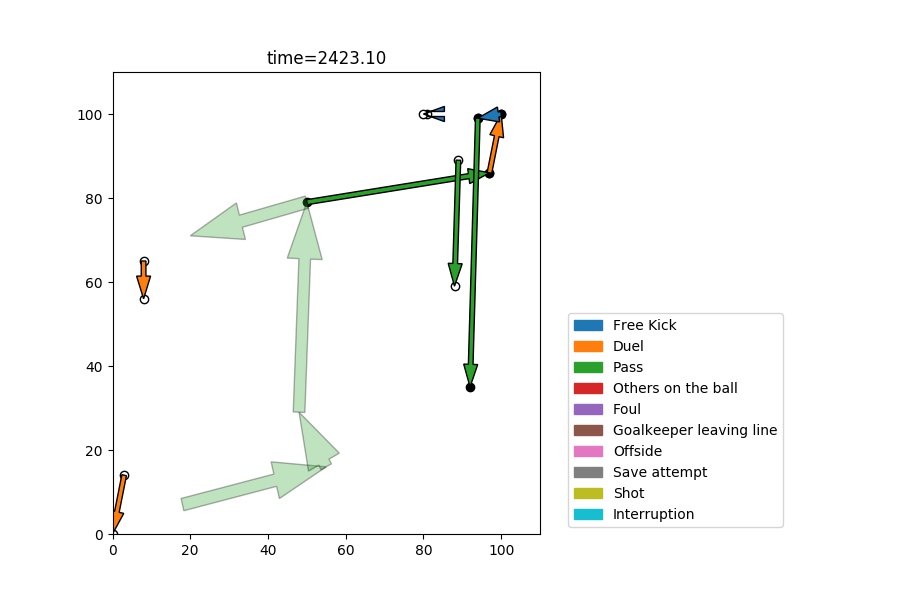 time=2423.10
100
80
60
40
20
0
0
20
40
60
80
100
Free Kick
Duel
Pass
Others on the ball
Foul
Goalkeeper leaving line
Offside
Save attempt
Shot
Interruption